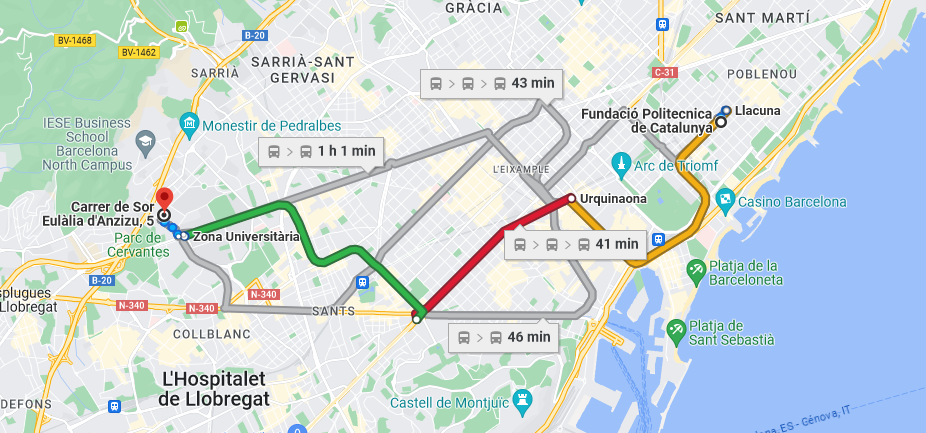 GRÀCIA
SANT MARTÍ
BV-1468
B-20
BV-1462
SARRIÀ-SANT
GERVASI
SARRIÀ
C-31
POBLENOU
43 min
Fundació Politecnica
de Catalunya
Llacuna
IESE Business
School
Barcelona
North Campus
Monestir de Pedralbes
1 h 1 min
L'EIXAMPLE
Arc de Triomf
Carrer de Sor
Eulàlia d'Anzizu, 5
Urquinaona
Casino Barcelona
Zona Universitària
Parc de
Cervantes
41 min
B-20
Platja de la
Barceloneta
splugues
Llobregat
N-340
N-340
SANTS
COLLBLANC
46 min
Platja de
Sant Sebastià
L'Hospitalet
de Llobregat
Castell de Montjuïc
DEFONS
ES - Génova, IT